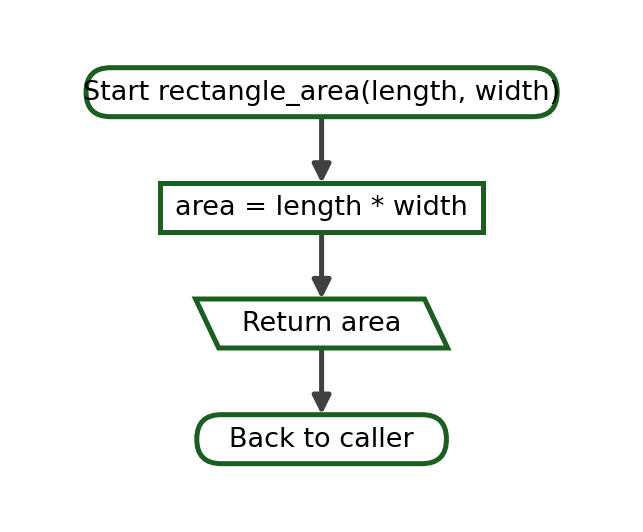 Start rectangle_area(length, width)
area = length * width
Return area
Back to caller